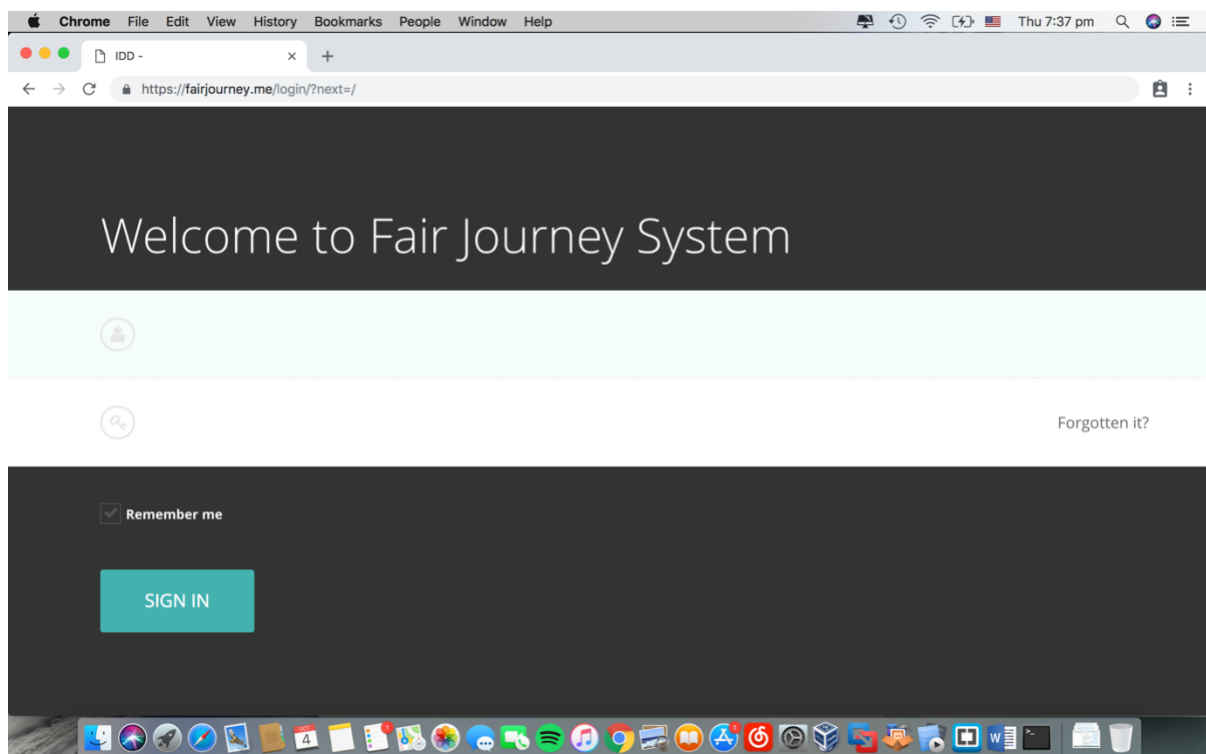 Chrome File Edit View History Bookmarks People Window Help Thu 7:37 pm
IDD -
https://fairjourney.me/login/?next=/
Welcome to Fair Journey System
Forgotten it?
Remember me
SIGN IN
4